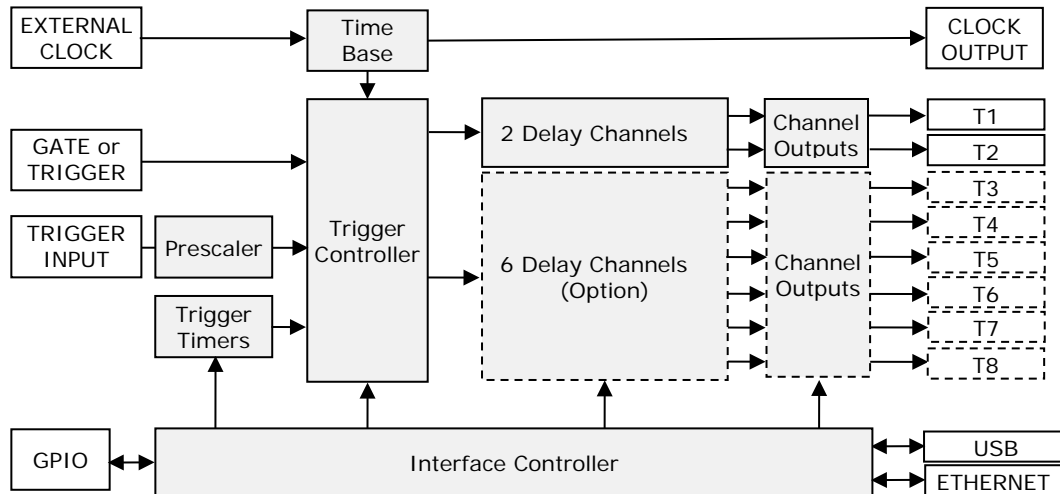 EXTERNAL
CLOCK
Time
Base
CLOCK
OUTPUT
GATE or
TRIGGER
2 Delay Channels
Channel
Outputs
T1
T2
TRIGGER
INPUT
Prescaler
Trigger
Controller
6 Delay Channels
(Option)
Channel
Outputs
T3
T4
T5
T6
T7
T8
Trigger
Timers
GPIO
Interface Controller
USB
ETHERNET